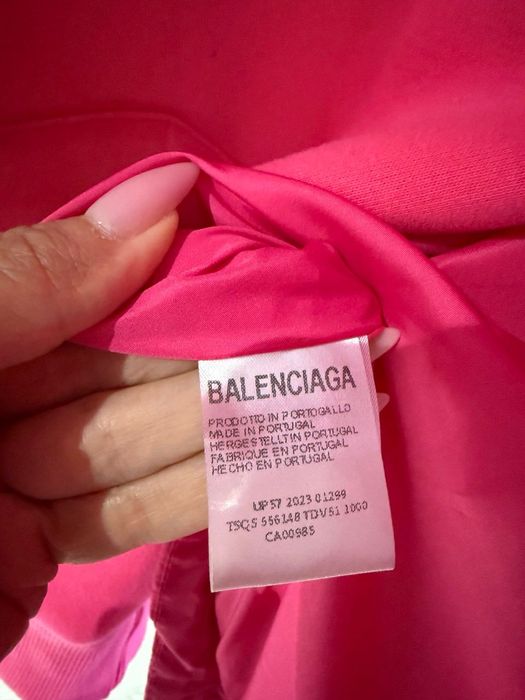 BALENCIAGA
PRODOTTO IN PORTOGALLO
MADE IN PORTUGAL
HERGESTELLT IN PORTUGAL
FABRIQUE EN PORTUGAL
HECHO EN PORTUGAL
UP57 2023 01299
TSQ5 556148 TDV51 1000
CA00985